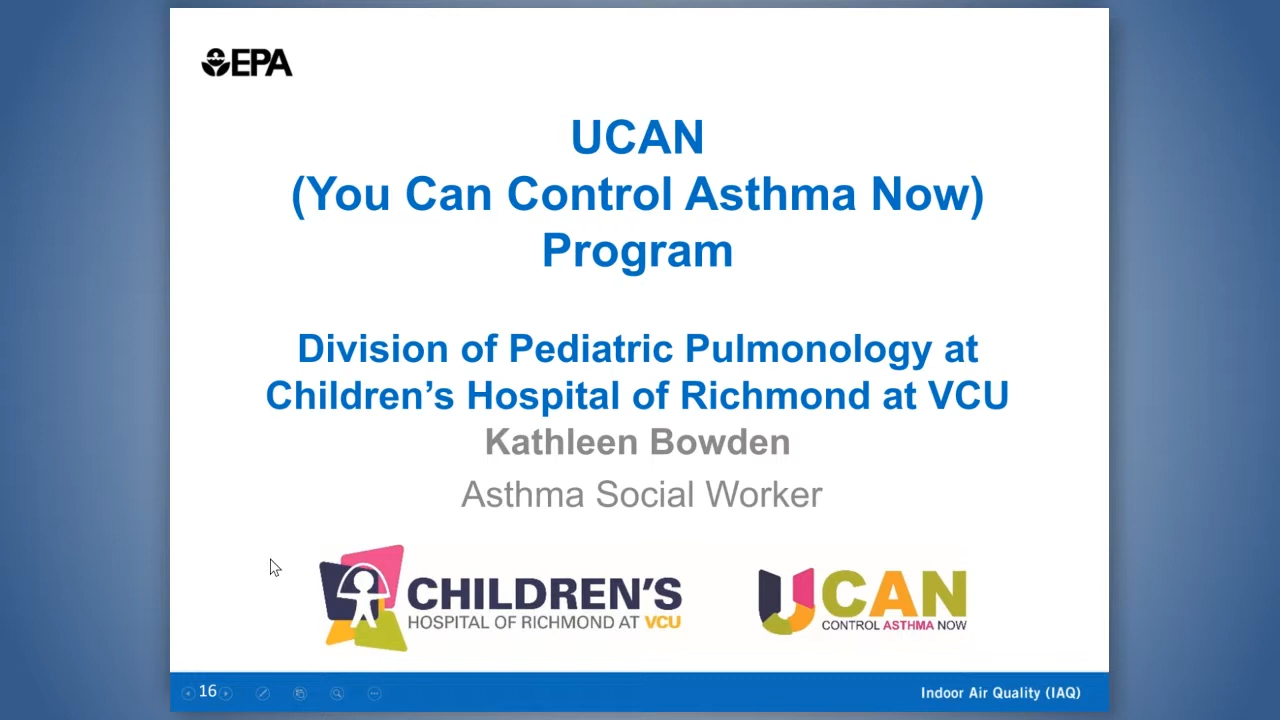 EPA
UCAN
(You Can Control Asthma Now)
Program
Division of Pediatric Pulmonology at
Children's Hospital of Richmond at VCU
Kathleen Bowden
Asthma Social Worker
CHILDREN'S
HOSPITAL OF RICHMOND AT VCU
UCAN
CONTROL ASTHMA NOW
16
Indoor Air Quality (IAQ)